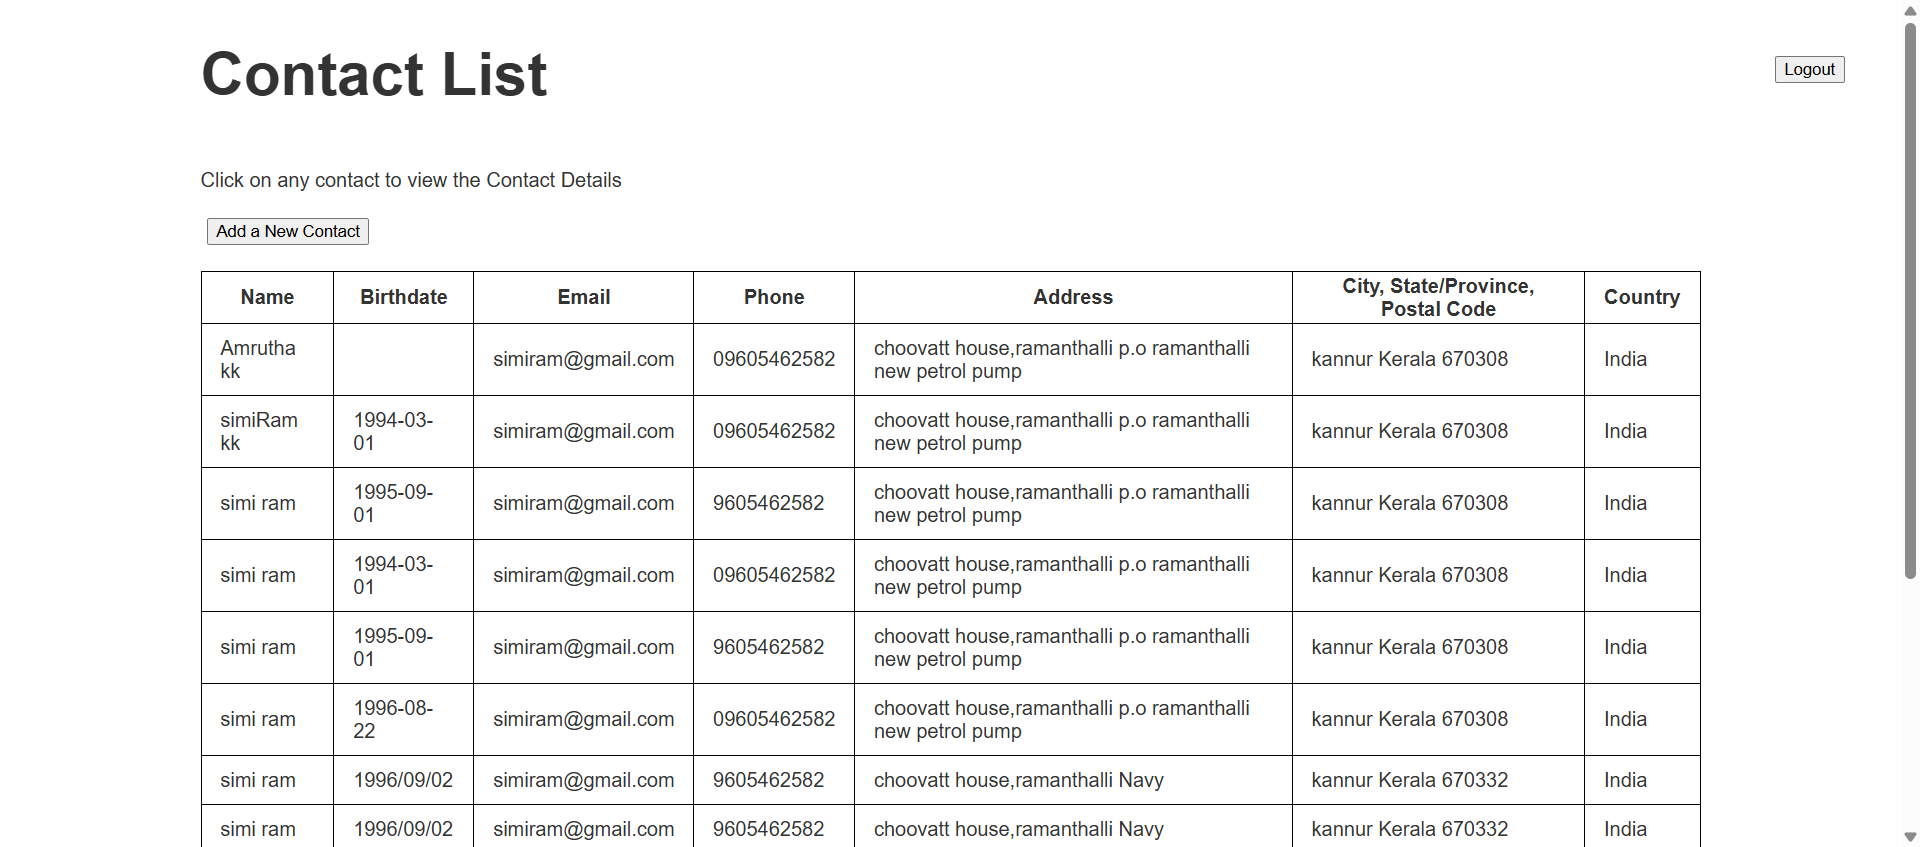 Contact List
Logout
Click on any contact to view the Contact Details
Add a New Contact
Name Birthdate Email Phone Address City, State/Province, Postal Code Country
Amrutha kk simiram@gmail.com 09605462582 choovatt house,ramanthalli p.o ramanthalli new petrol pump kannur Kerala 670308 India
simiRam kk 1994-03-01 simiram@gmail.com 09605462582 choovatt house,ramanthalli p.o ramanthalli new petrol pump kannur Kerala 670308 India
simi ram 1995-09-01 simiram@gmail.com 9605462582 choovatt house,ramanthalli p.o ramanthalli new petrol pump kannur Kerala 670308 India
simi ram 1994-03-01 simiram@gmail.com 09605462582 choovatt house,ramanthalli p.o ramanthalli new petrol pump kannur Kerala 670308 India
simi ram 1995-09-01 simiram@gmail.com 9605462582 choovatt house,ramanthalli p.o ramanthalli new petrol pump kannur Kerala 670308 India
simi ram 1996-08-22 simiram@gmail.com 09605462582 choovatt house,ramanthalli p.o ramanthalli new petrol pump kannur Kerala 670308 India
simi ram 1996/09/02 simiram@gmail.com 9605462582 choovatt house,ramanthalli Navy kannur Kerala 670332 India
simi ram 1996/09/02 simiram@gmail.com 9605462582 choovatt house,ramanthalli Navy kannur Kerala 670332 India